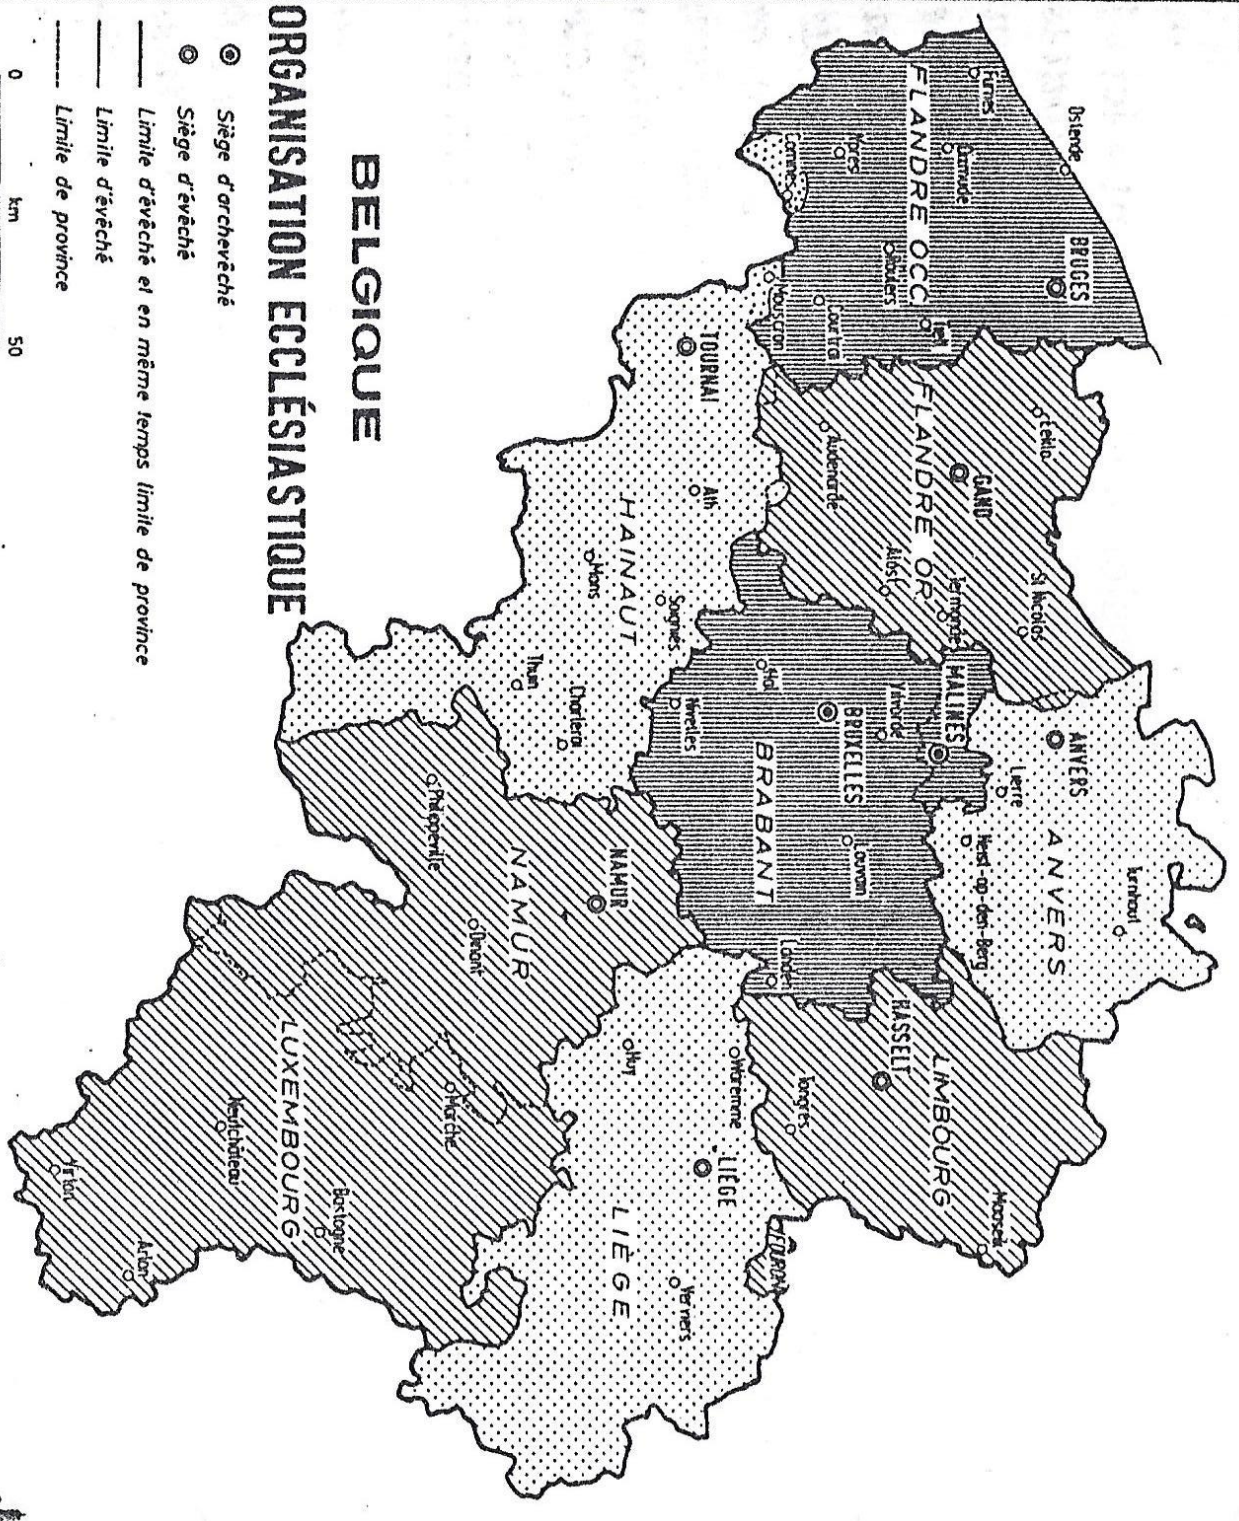 BELGIQUE
ORGANISATION ECCLÉSIASTIQUE
Siège d'archevêché
Siège d'évêché
Limite d'évêché et en même temps limite de province
Limite d'évêché
Limite de province
0 km 50
Ostende
BRUGES
Furnes
Dixmude
FLANDRE OCC.
Ypres
Roulers
Tielt
Comines
Courtrai
Mouscron
Eeklo
GAND
St Nicolas
FLANDRE OR.
Termonde
Alost
Audenarde
Turnhout
ANVERS
ANVERS
Lierre
Heist-op-den-Berg
MALINES
Vilvorde
BRUXELLES
Louvain
Hal
BRABANT
Nivelles
Landen
Maaseik
LIMBOURG
HASSELT
Tongres
FOURONS
TOURNAI
Ath
HAINAUT
Soignies
Mons
Charleroi
Thuin
Waremme
LIÈGE
Huy
Verviers
LIÈGE
NAMUR
NAMUR
Dinant
Philippeville
Marche
Bastogne
LUXEMBOURG
Neufchâteau
Arlon
Virton